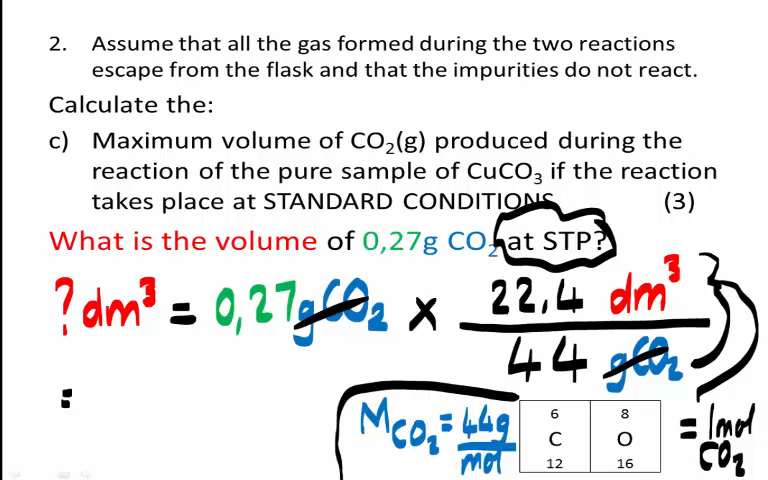 2. Assume that all the gas formed during the two reactions
escape from the flask and that the impurities do not react.
Calculate the:
c) Maximum volume of CO₂(g) produced during the
reaction of the pure sample of CuCO₃ if the reaction
takes place at STANDARD CONDITIONS (3)
What is the volume of 0,27g CO₂ at STP?
? dm³ = 0,27gCO₂ × 22,4 dm³
44 gCO₂
=
M CO₂ = 44g
mol
6 8
C O
12 16
= 1mol
CO₂